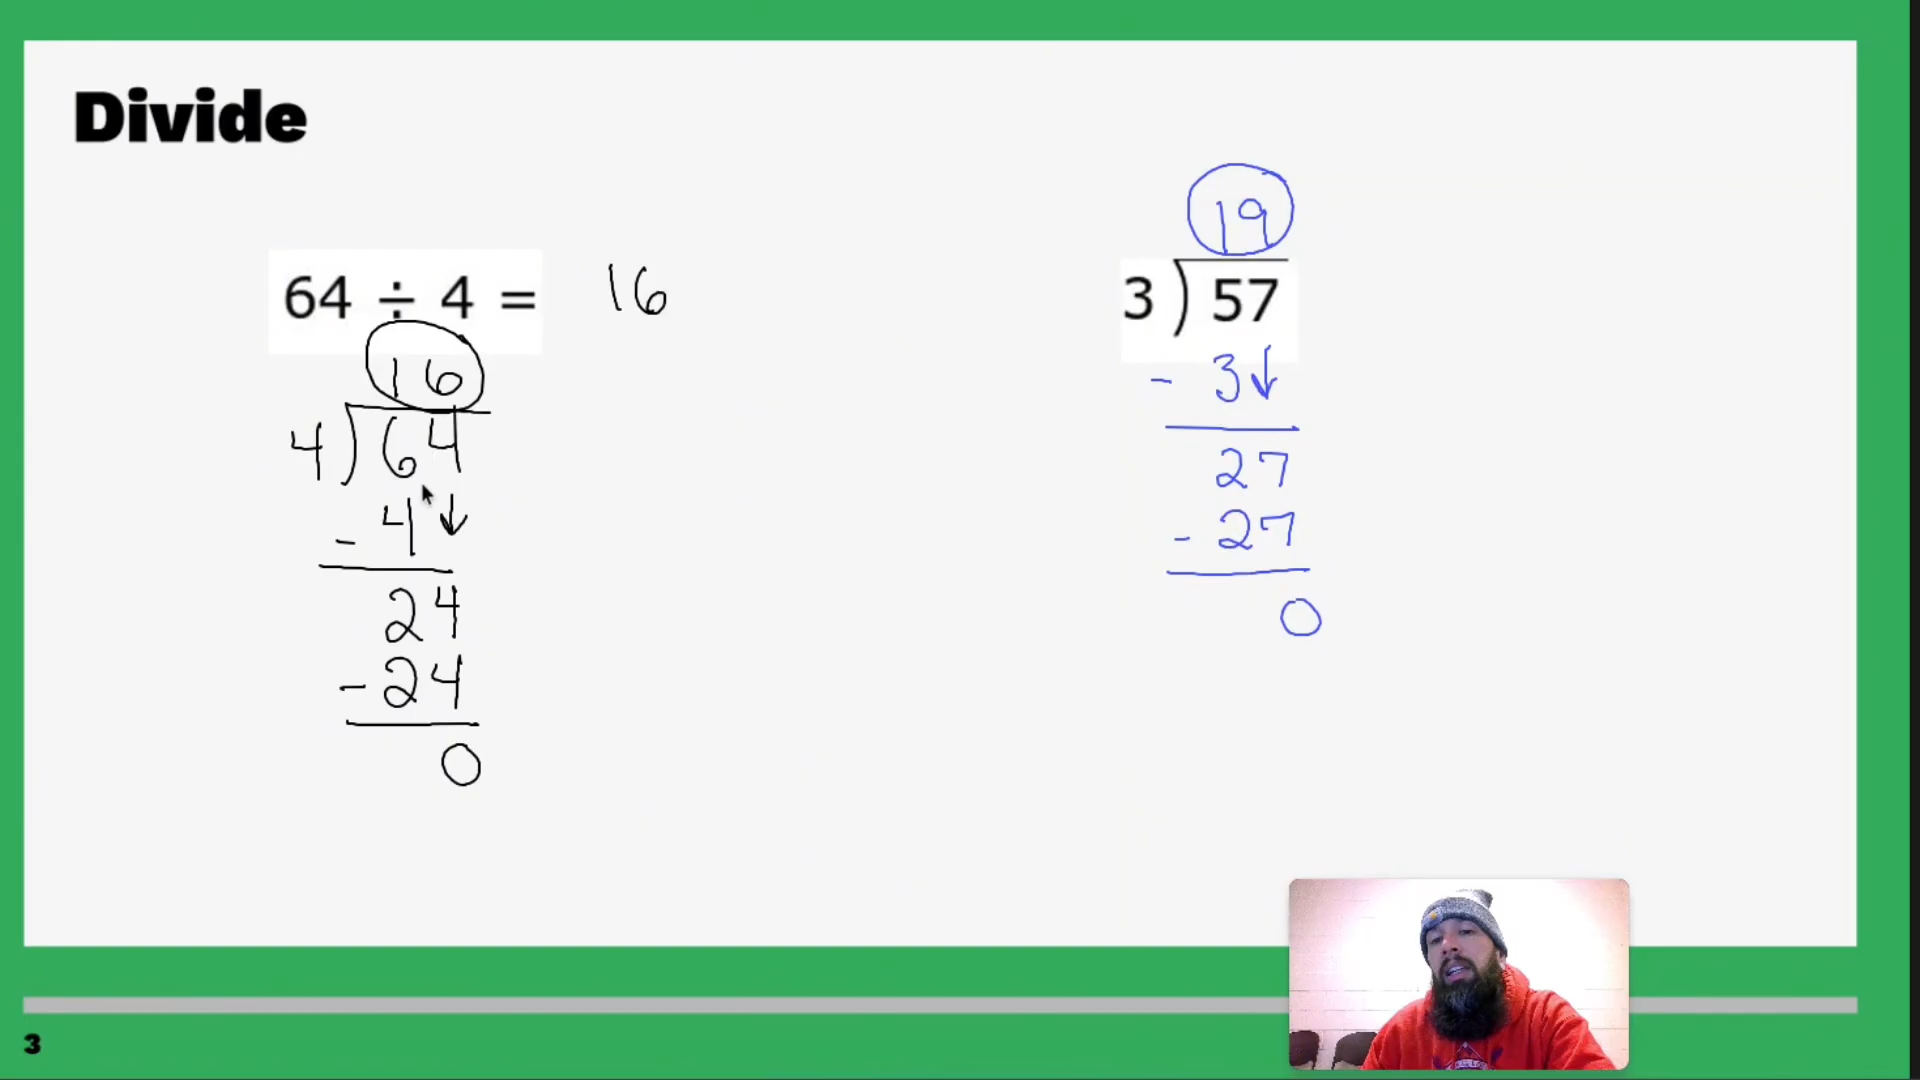 Divide
64 ÷ 4 = 16
16
4 ) 64
- 4 ↓
24
- 24
0
19
3 ) 57
- 3 ↓
27
- 27
0
3